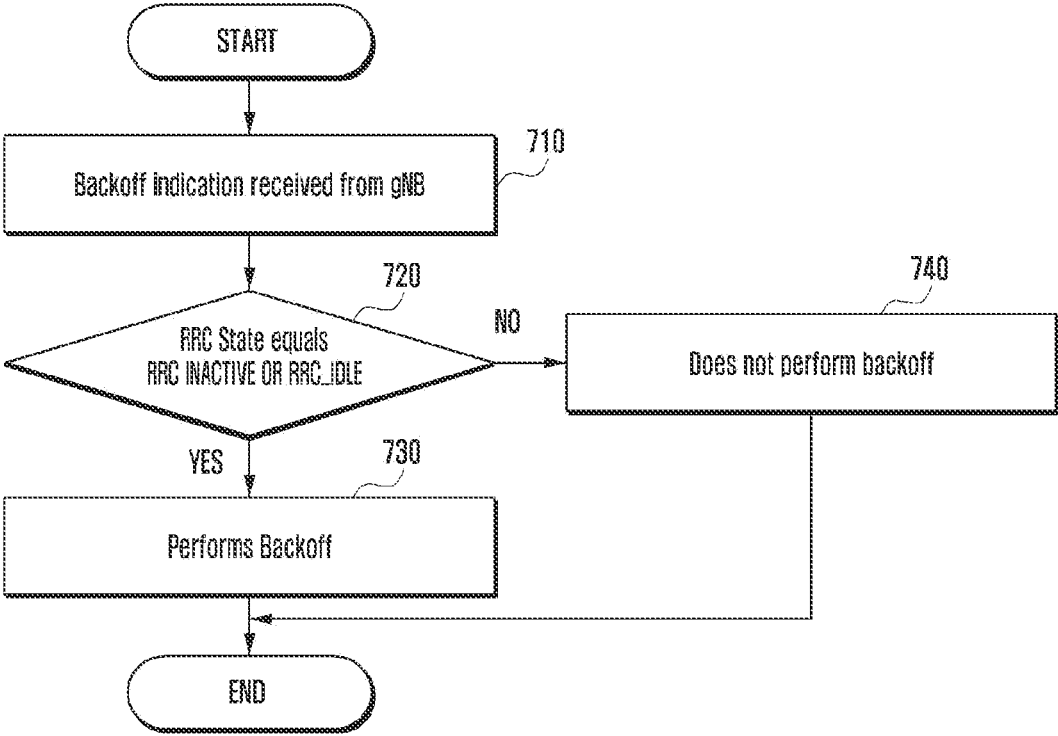 START
710
Backoff indication received from gNB
720
740
RRC State equals
RRC INACTIVE OR RRC_IDLE
NO
Does not perform backoff
YES
730
Performs Backoff
END